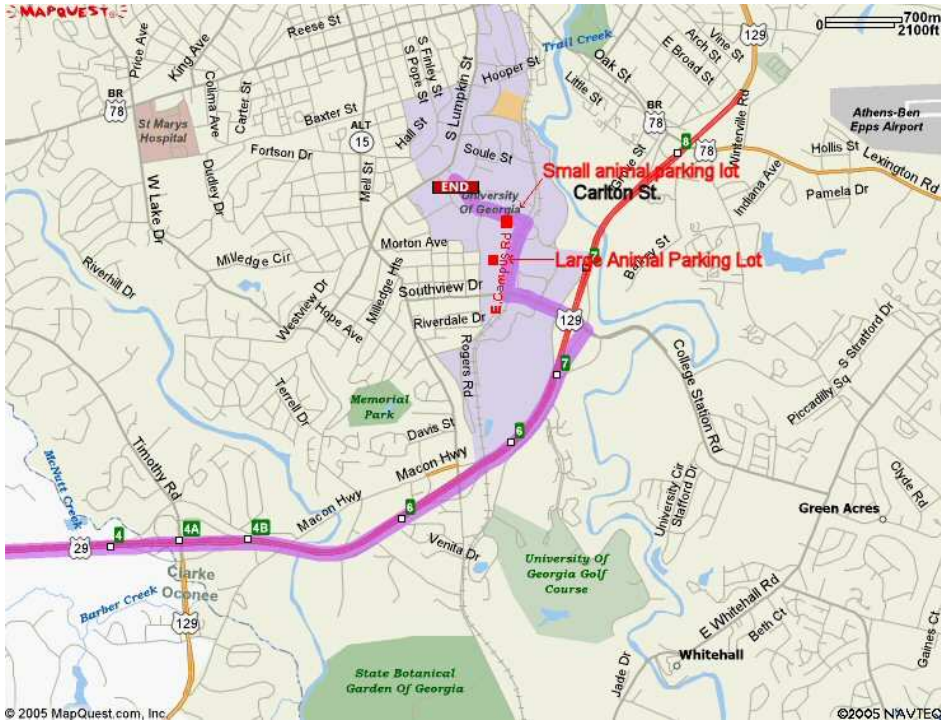 MAPQUEST
700m
2100ft
Price Ave
King Ave
Reese St
S Finley St
S Pope St
Hooper St
Trail Creek
Oak St
Little St
Arch St
Vine St
E Broad St
129
BR
78
Colima Ave
Carter St
Baxter St
ALT
15
Hall St
S Lumpkin St
BR
78
8
78
Winterville Rd
Athens-Ben
Epps Airport
St Marys
Hospital
Fortson Dr
Dudley Dr
Mell St
Soule St
Hollis St
Lexington Rd
W Lake Dr
END
University
Of Georgia
Small animal parking lot
Carlton St.
Indiana Ave
Pamela Dr
Morton Ave
Milledge Cir
Large Animal Parking Lot
E.Campus Rd
Riverhill Dr
Westview Dr
Hope Ave
Milledge Hts
Southview Dr
Riverdale Dr
129
Rogers Rd
7
College Station Rd
S Stratford Dr
Piccadilly Sq
Terrell Dr
Memorial
Park
Davis St
6
Macon Hwy
Timothy Rd
McNutt Creek
Macon Hwy
6
University Cir
Stafford Dr
Clyde Rd
Green Acres
29
4
4A
4B
Venita Dr
Clarke
Oconee
University Of
Georgia Golf
Course
Barber Creek
129
E Whitehall Rd
Beth Ct
Gaines Ct
Whitehall
Jade Dr
State Botanical
Garden Of Georgia
© 2005 MapQuest.com, Inc.
©2005 NAVTEQ